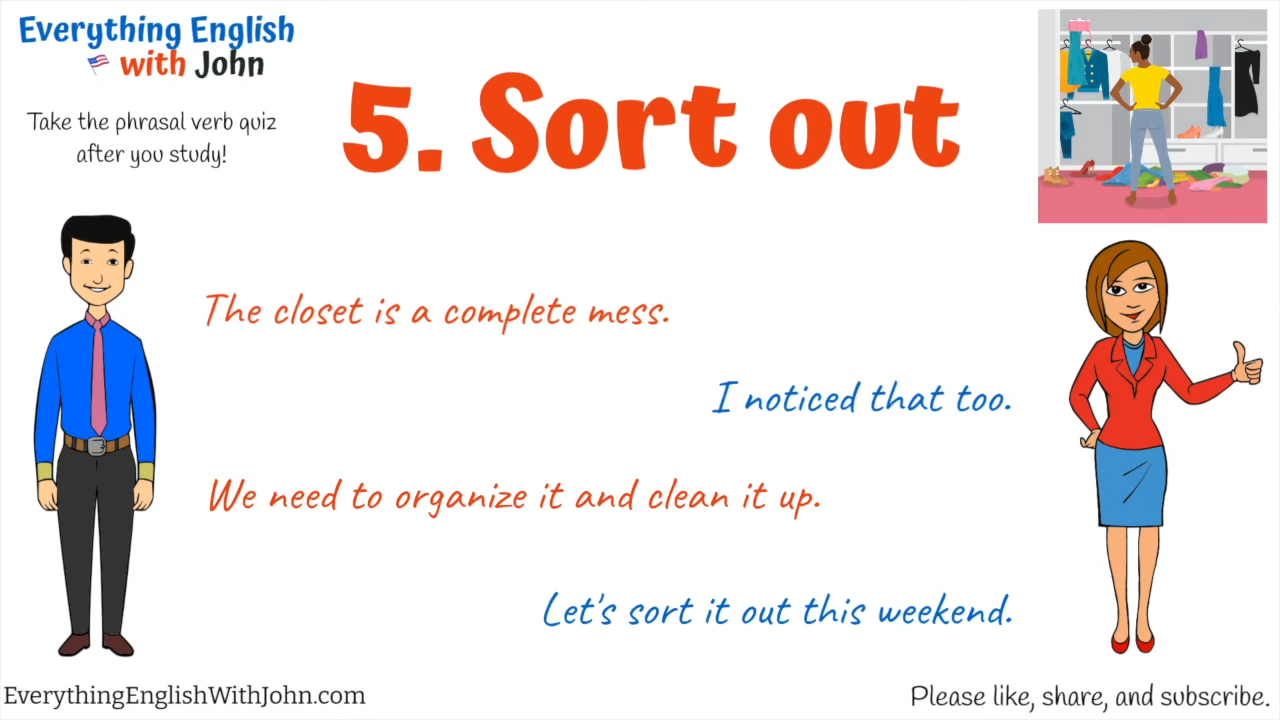 Everything English
with John
Take the phrasal verb quiz
after you study!
5. Sort out
The closet is a complete mess.
I noticed that too.
We need to organize it and clean it up.
Let's sort it out this weekend.
EverythingEnglishWithJohn.com
Please like, share, and subscribe.